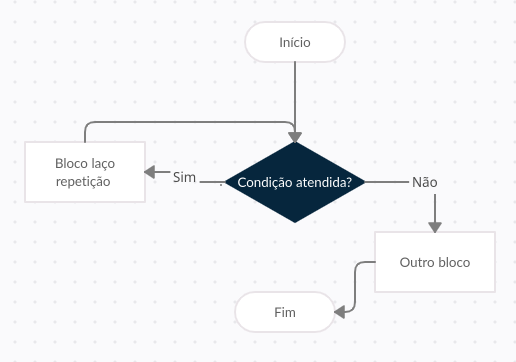 Início
Bloco laço
repetição
Sim
Condição atendida?
Não
Outro bloco
Fim